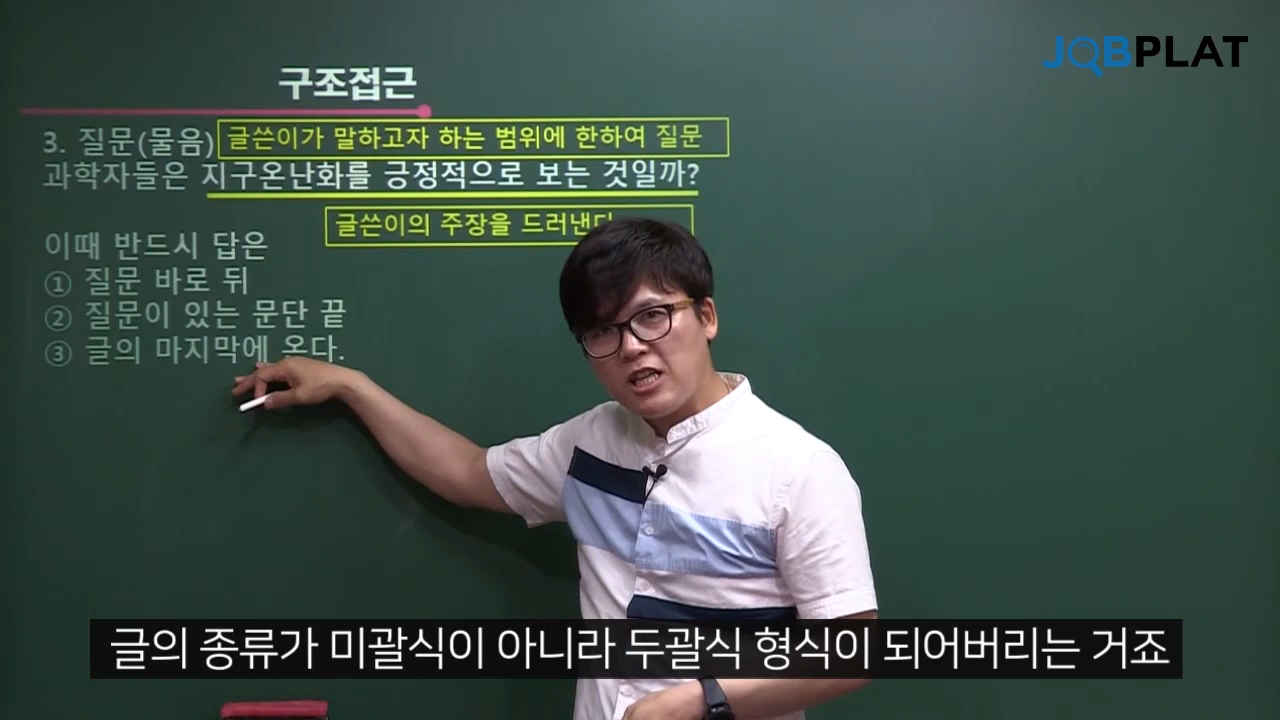 JOBPLAT
구조접근
3. 질문(물음) 글쓴이가 말하고자 하는 범위에 한하여 질문
과학자들은 지구온난화를 긍정적으로 보는 것일까?
글쓴이의 주장을 드러낸다
이때 반드시 답은
① 질문 바로 뒤
② 질문이 있는 문단 끝
③ 글의 마지막에 온다.
글의 종류가 미괄식이 아니라 두괄식 형식이 되어버리는 거죠